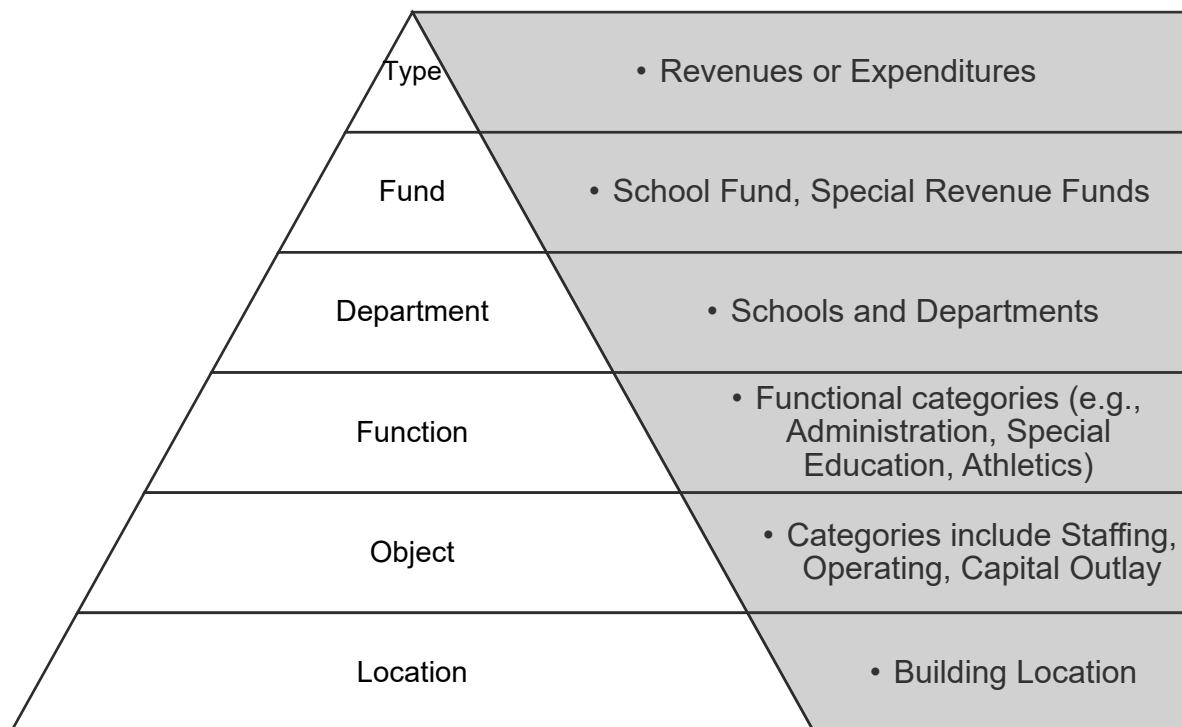 Type
• Revenues or Expenditures
Fund
• School Fund, Special Revenue Funds
Department
• Schools and Departments
Function
• Functional categories (e.g.,
Administration, Special
Education, Athletics)
Object
• Categories include Staffing,
Operating, Capital Outlay
Location
• Building Location